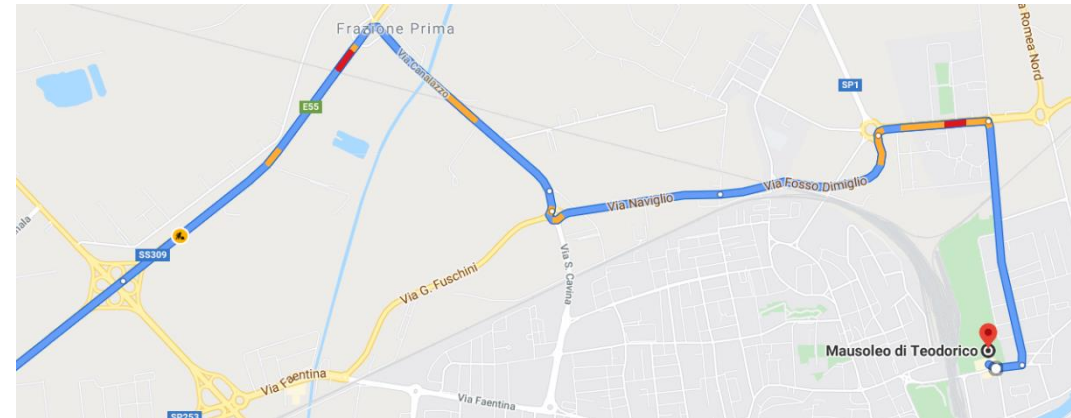 Frazione Prima
Via Canalazzo
Via Romea Nord
SP1
E55
Via Fosso Dimiglio
Via Naviglio
SS309
Via G. Fuschini
Via S. Cavina
Mausoleo di Teodorico
Via Faentina
Via Faentina
SP253